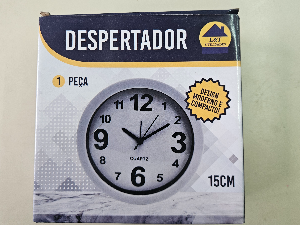 DESPERTADOR
1 PEÇA
DESIGN
MODERNO E
COMPACTO!
12
1
2
3
4
5
6
7
8
9
10
11
QUARTZ
15CM